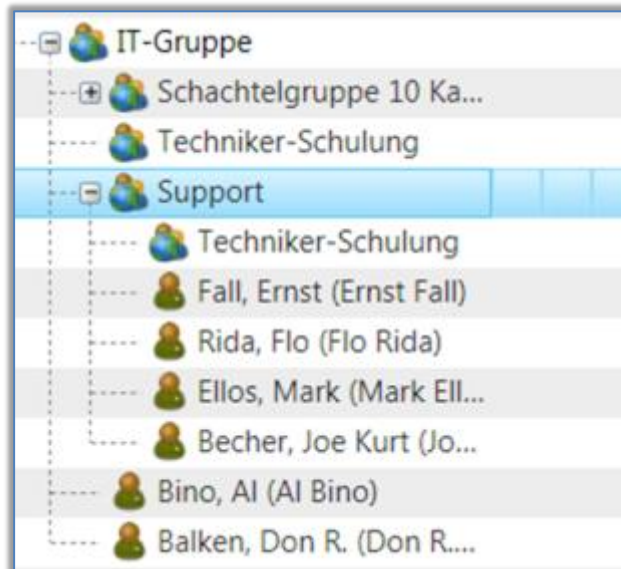 IT-Gruppe
Schachtelgruppe 10 Ka...
Techniker-Schulung
Support
Techniker-Schulung
Fall, Ernst (Ernst Fall)
Rida, Flo (Flo Rida)
Ellos, Mark (Mark Ell...
Becher, Joe Kurt (Jo...
Bino, Al (Al Bino)
Balken, Don R. (Don R....